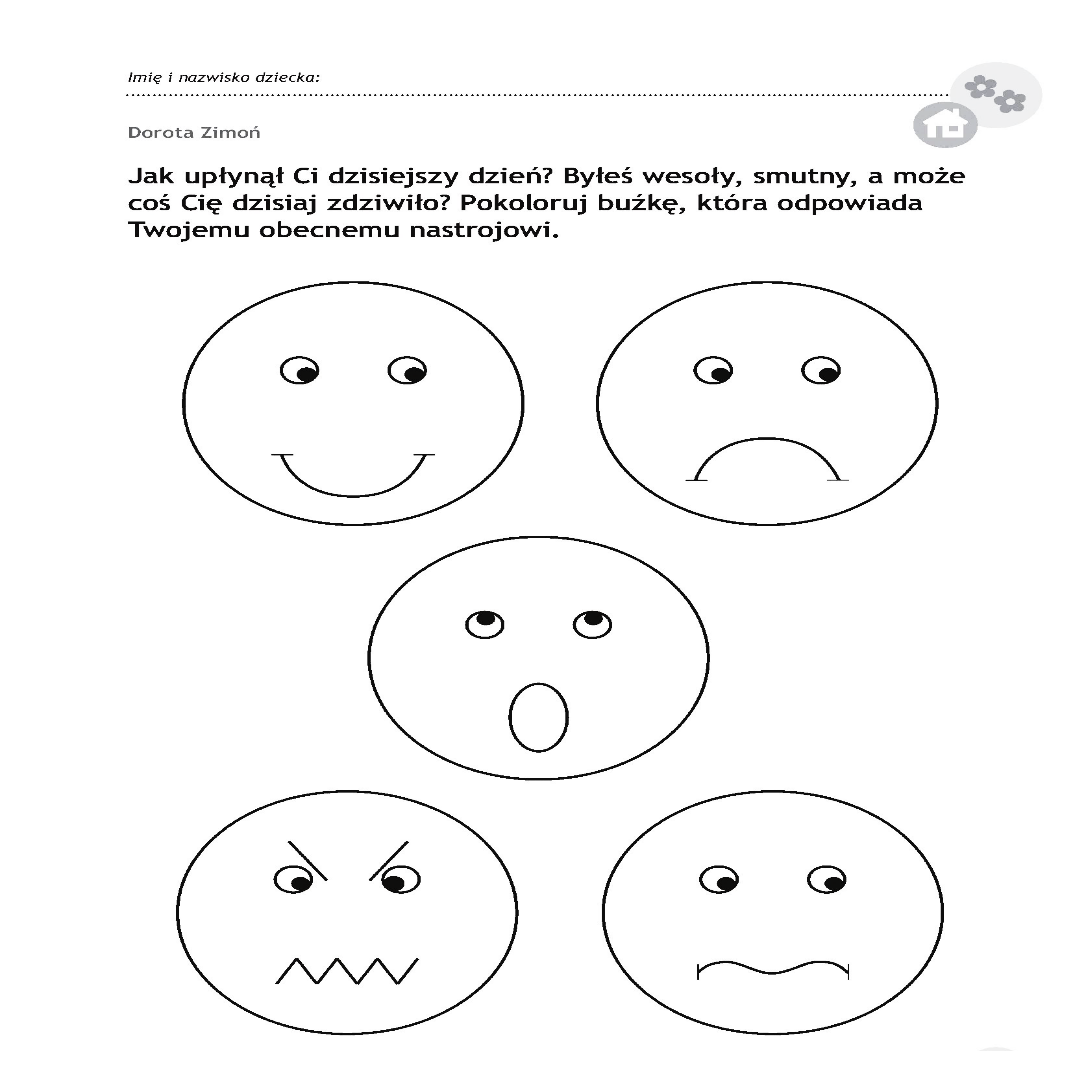 Imię i nazwisko dziecka:
Dorota Zimoń
Jak upłynął Ci dzisiejszy dzień? Byłeś wesoły, smutny, a może
coś Cię dzisiaj zdziwiło? Pokoloruj buźkę, która odpowiada
Twojemu obecnemu nastrojowi.